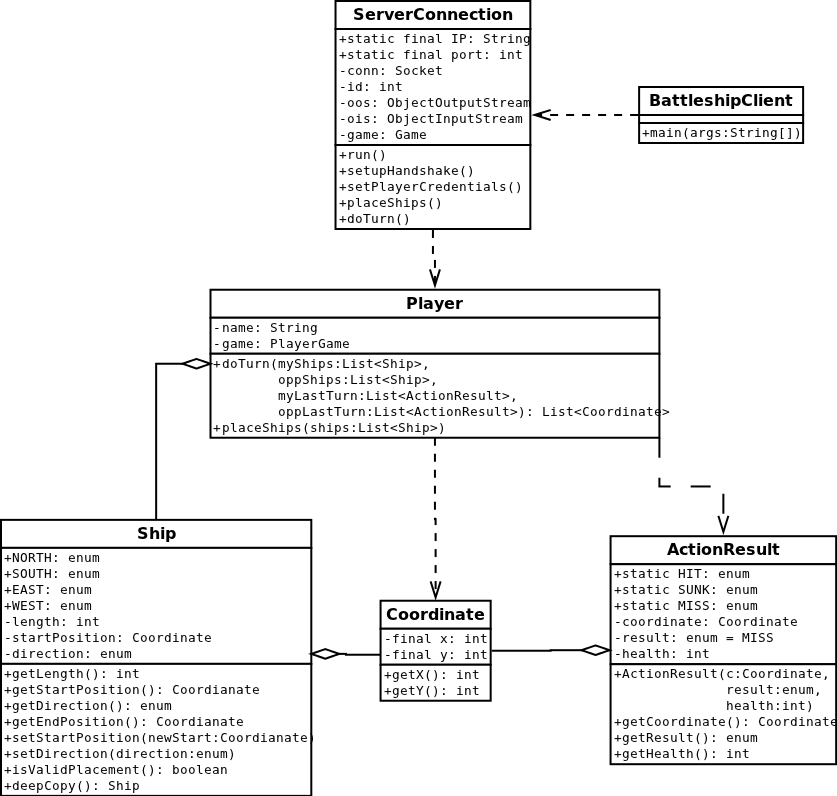 ServerConnection
+static final IP: String
+static final port: int
-conn: Socket
-id: int
-oos: ObjectOutputStream
-ois: ObjectInputStream
-game: Game
+run()
+setupHandshake()
+setPlayerCredentials()
+placeShips()
+doTurn()
BattleshipClient
+main(args:String[])
Player
-name: String
-game: PlayerGame
+doTurn(myShips:List<Ship>,
oppShips:List<Ship>,
myLastTurn:List<ActionResult>,
oppLastTurn:List<ActionResult>): List<Coordinate>
+placeShips(ships:List<Ship>)
Ship
+NORTH: enum
+SOUTH: enum
+EAST: enum
+WEST: enum
-length: int
-startPosition: Coordinate
-direction: enum
+getLength(): int
+getStartPosition(): Coordianate
+getDirection(): enum
+getEndPosition(): Coordianate
+setStartPosition(newStart:Coordianate)
+setDirection(direction:enum)
+isValidPlacement(): boolean
+deepCopy(): Ship
Coordinate
-final x: int
-final y: int
+getX(): int
+getY(): int
ActionResult
+static HIT: enum
+static SUNK: enum
+static MISS: enum
-coordinate: Coordinate
-result: enum = MISS
-health: int
+ActionResult(c:Coordinate,
result:enum,
health:int)
+getCoordinate(): Coordinate
+getResult(): enum
+getHealth(): int